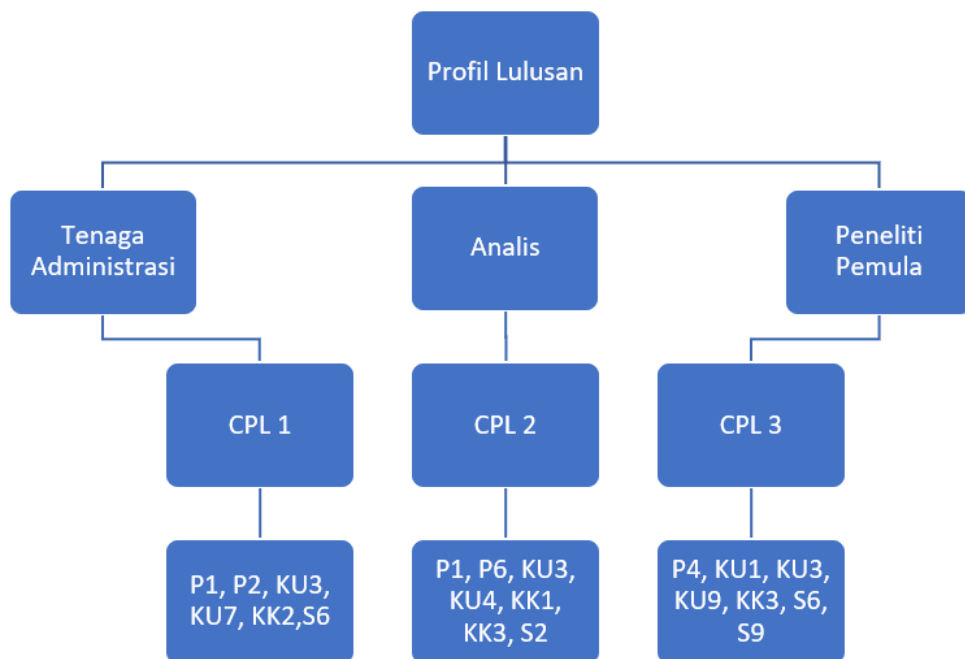 Profil Lulusan
Tenaga
Administrasi
Analis
Peneliti
Pemula
CPL 1
CPL 2
CPL 3
P1, P2, KU3,
KU7, KK2,S6
P1, P6, KU3,
KU4, KK1,
KK3, S2
P4, KU1, KU3,
KU9, KK3, S6,
S9